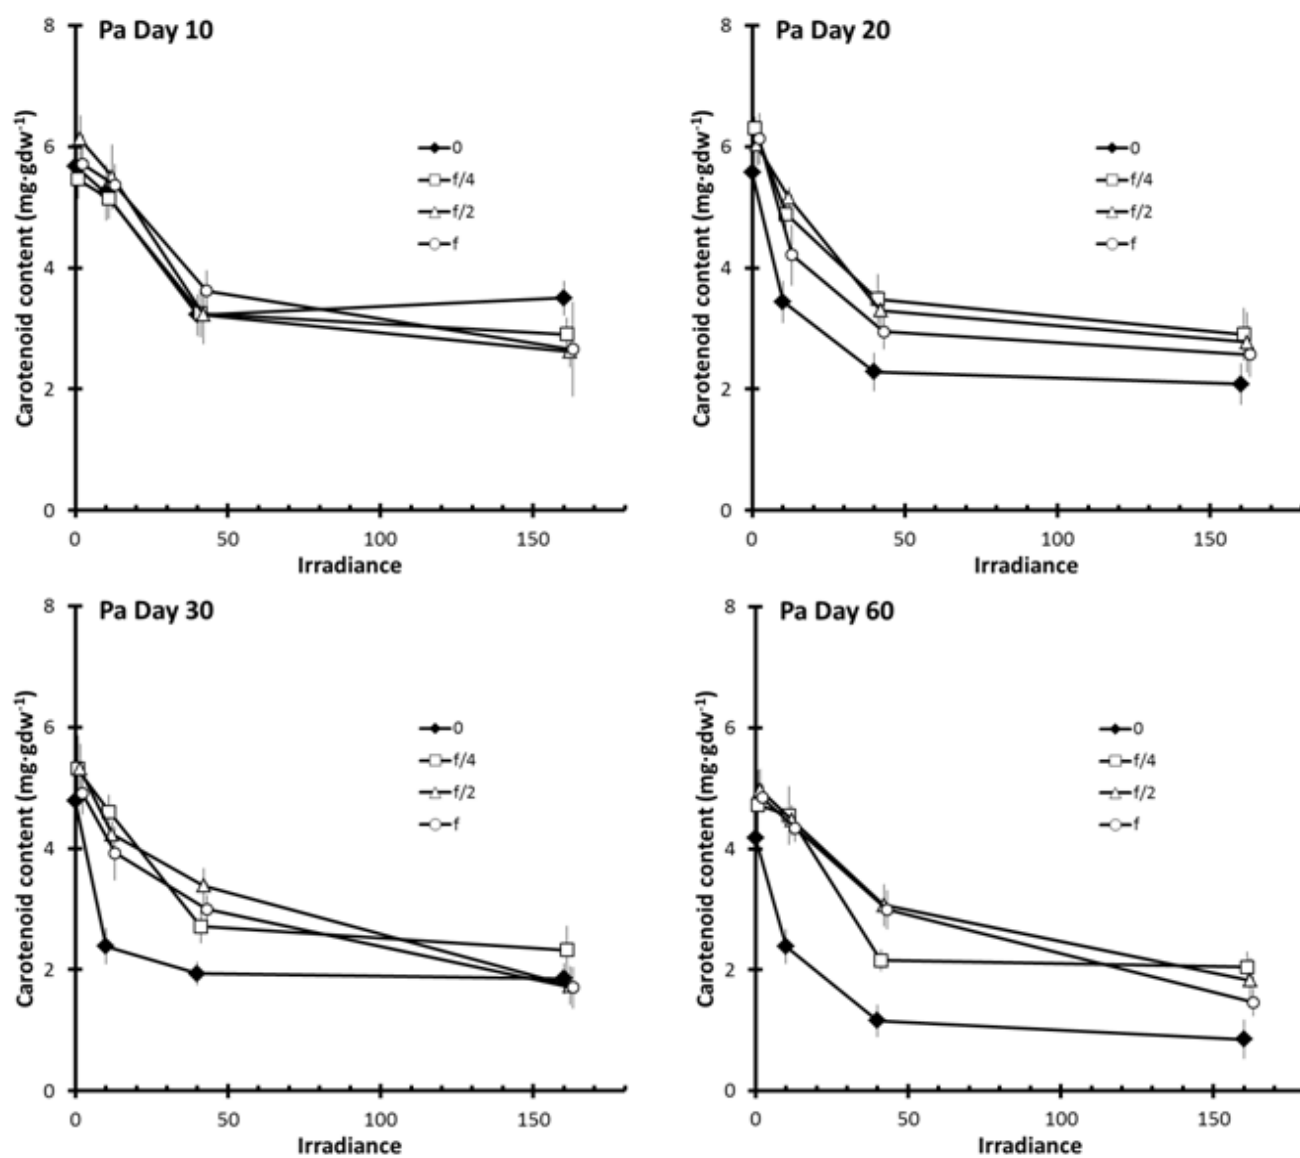 Pa Day 10
Carotenoid content (mg·gdw⁻¹)
8
6
4
2
0
0
f/4
f/2
f
0
50
100
150
Irradiance
Pa Day 20
Carotenoid content (mg·gdw⁻¹)
8
6
4
2
0
0
f/4
f/2
f
0
50
100
150
Irradiance
Pa Day 30
Carotenoid content (mg·gdw⁻¹)
8
6
4
2
0
0
f/4
f/2
f
0
50
100
150
Irradiance
Pa Day 60
Carotenoid content (mg·gdw⁻¹)
8
6
4
2
0
0
f/4
f/2
f
0
50
100
150
Irradiance